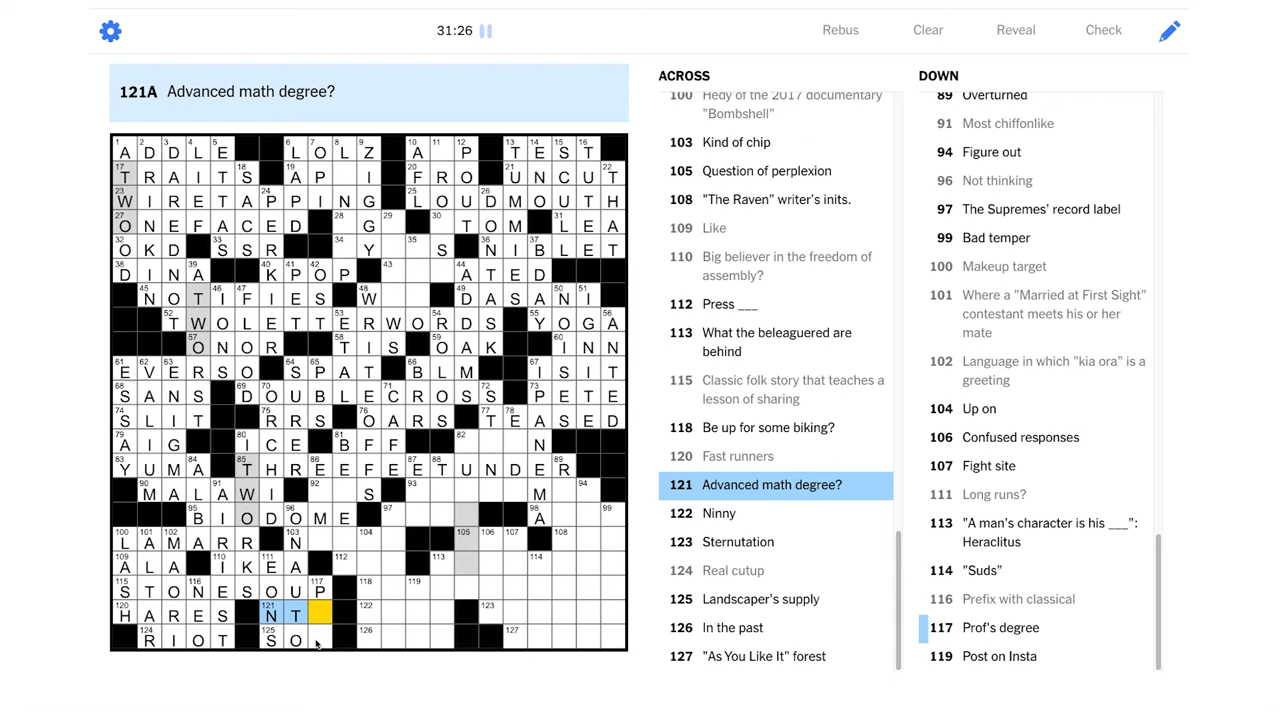 31:26
Rebus
Clear
Reveal
Check
121A Advanced math degree?
ACROSS
100 Hedy of the 2017 documentary
"Bombshell"
103 Kind of chip
105 Question of perplexion
108 "The Raven" writer's inits.
109 Like
110 Big believer in the freedom of
assembly?
112 Press ___
113 What the beleaguered are
behind
115 Classic folk story that teaches a
lesson of sharing
118 Be up for some biking?
120 Fast runners
121 Advanced math degree?
122 Ninny
123 Sternutation
124 Real cutup
125 Landscaper's supply
126 In the past
127 "As You Like It" forest
DOWN
89 Overturned
91 Most chiffonlike
94 Figure out
96 Not thinking
97 The Supremes' record label
99 Bad temper
100 Makeup target
101 Where a "Married at First Sight"
contestant meets his or her
mate
102 Language in which "kia ora" is a
greeting
104 Up on
106 Confused responses
107 Fight site
111 Long runs?
113 "A man's character is his ___":
Heraclitus
114 "Suds"
116 Prefix with classical
117 Prof's degree
119 Post on Insta
A D D L E L O L Z A P T E S T
T R A I T S A P I F R O U N C U T
W I R E T A P P I N G L O U D M O U T H
O N E F A C E D G T O M L E A
O K D S S R Y S N I B L E T
D I N A K P O P A T E D
N O T I F I E S W D A S A N I
T W O L E T T E R W O R D S Y O G A
O N O R T I S O A K I N N
E V E R S O S P A T B L M I S I T
S A N S D O U B L E C R O S S P E T E
S L I T R R S O A R S T E A S E D
A I G I C E B F F N
Y U M A T H R E E F E E T U N D E R
M A L A W I S M
B I O D O M E A
L A M A R R N
A L A I K E A
S T O N E S O U P
H A R E S N T
R I O T S O